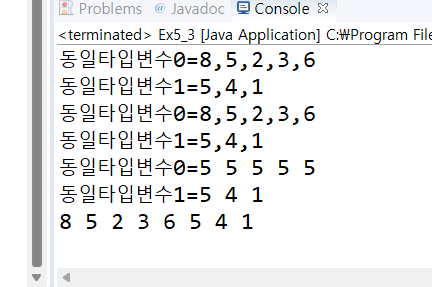 Problems @ Javadoc Console
<terminated> Ex5_3 [Java Application] C:₩Program File
동일타입변수0=8,5,2,3,6
동일타입변수1=5,4,1
동일타입변수0=8,5,2,3,6
동일타입변수1=5,4,1
동일타입변수0=5 5 5 5 5
동일타입변수1=5 4 1
8 5 2 3 6 5 4 1